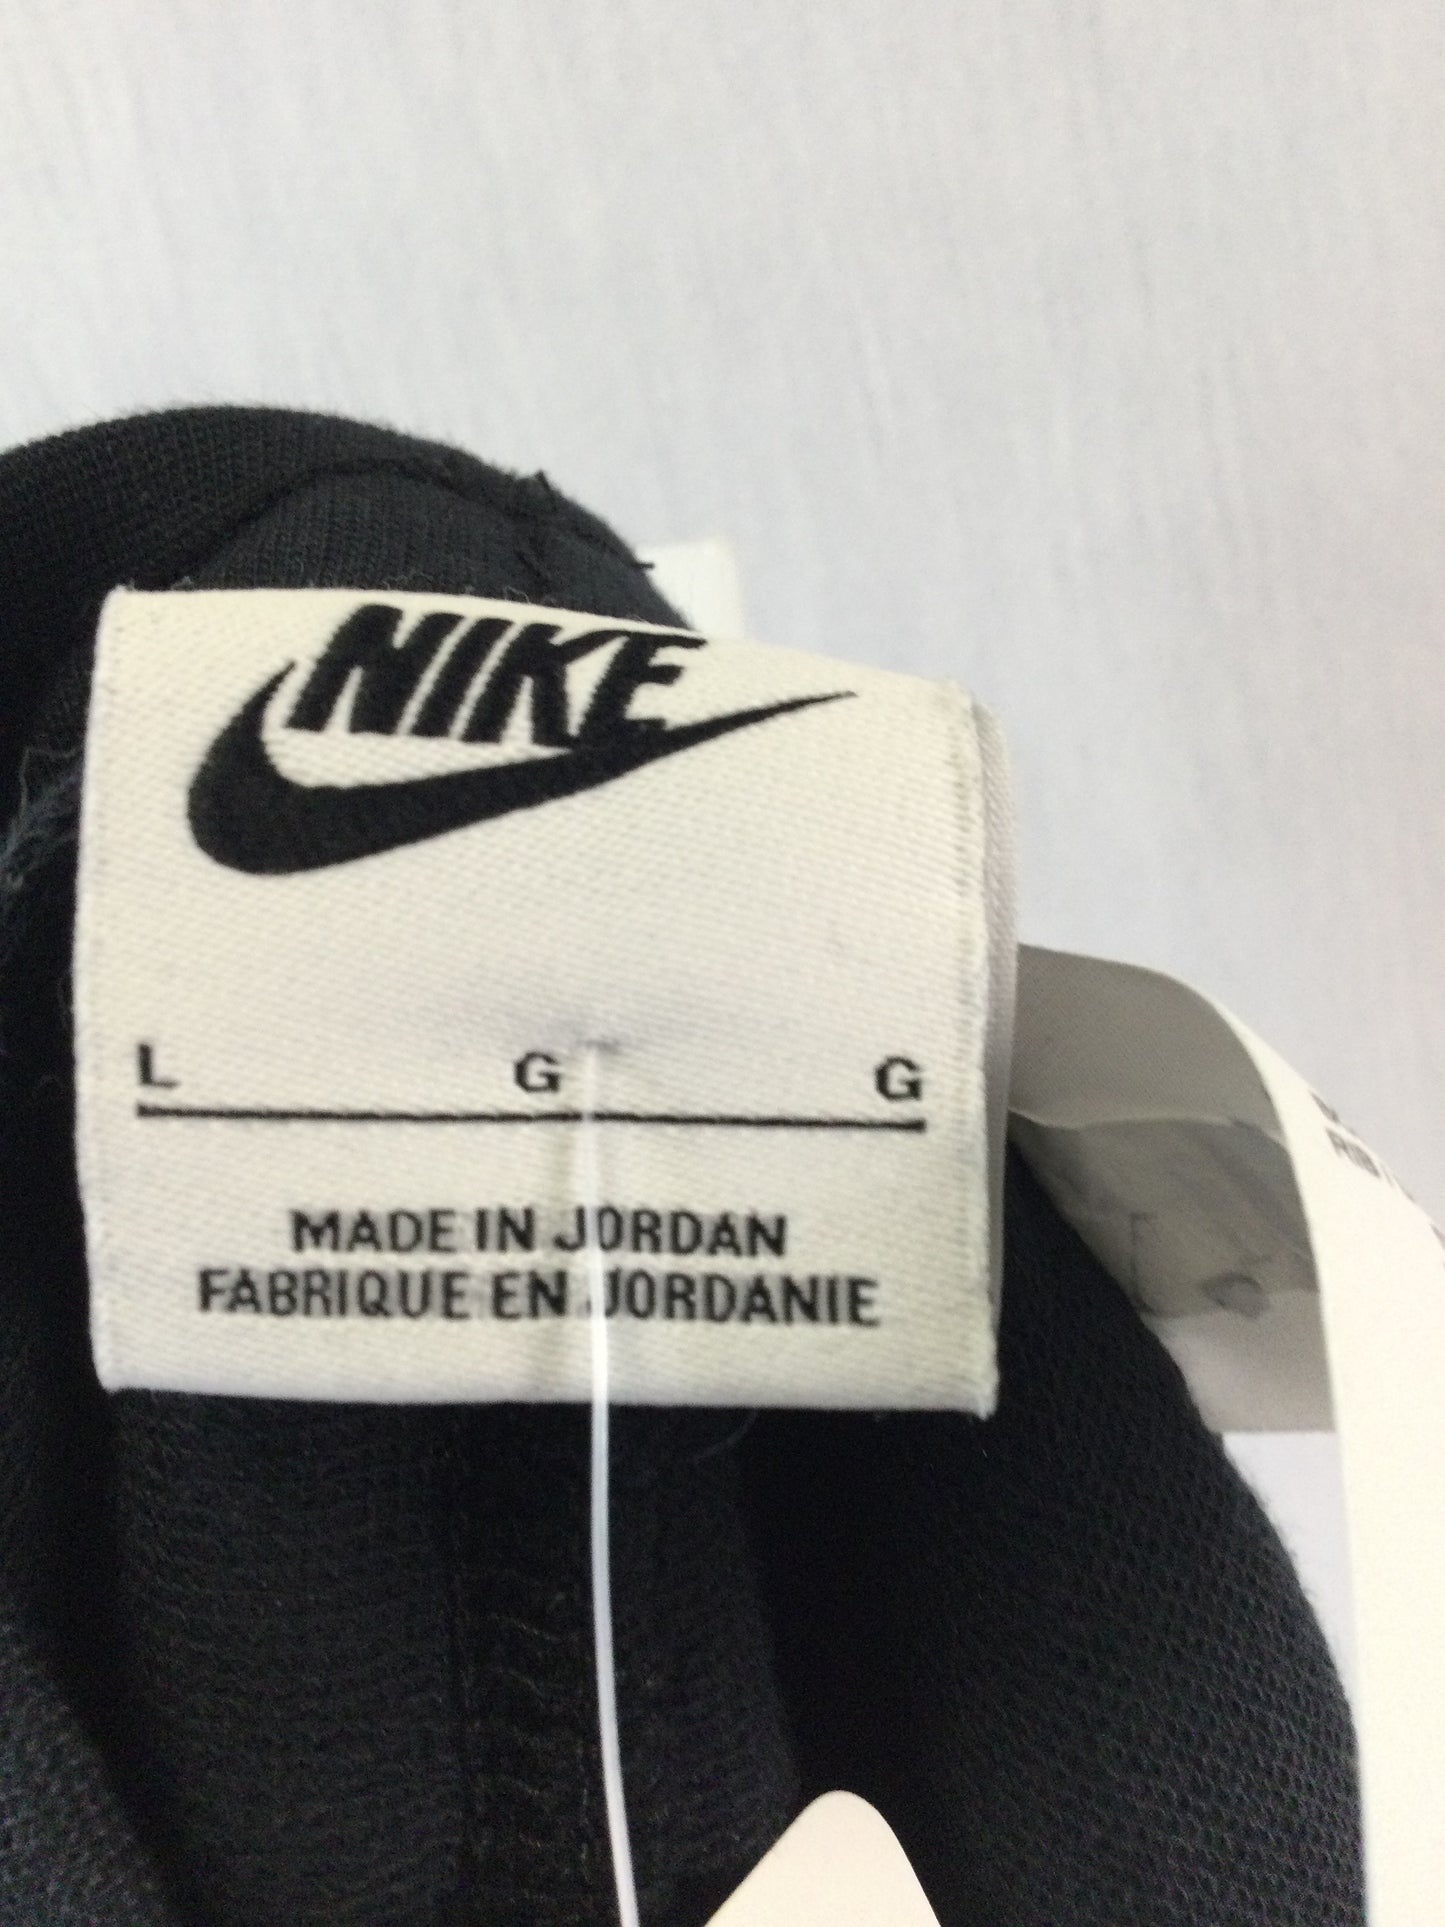 NIKE
L G G
MADE IN JORDAN
FABRIQUE EN JORDANIE